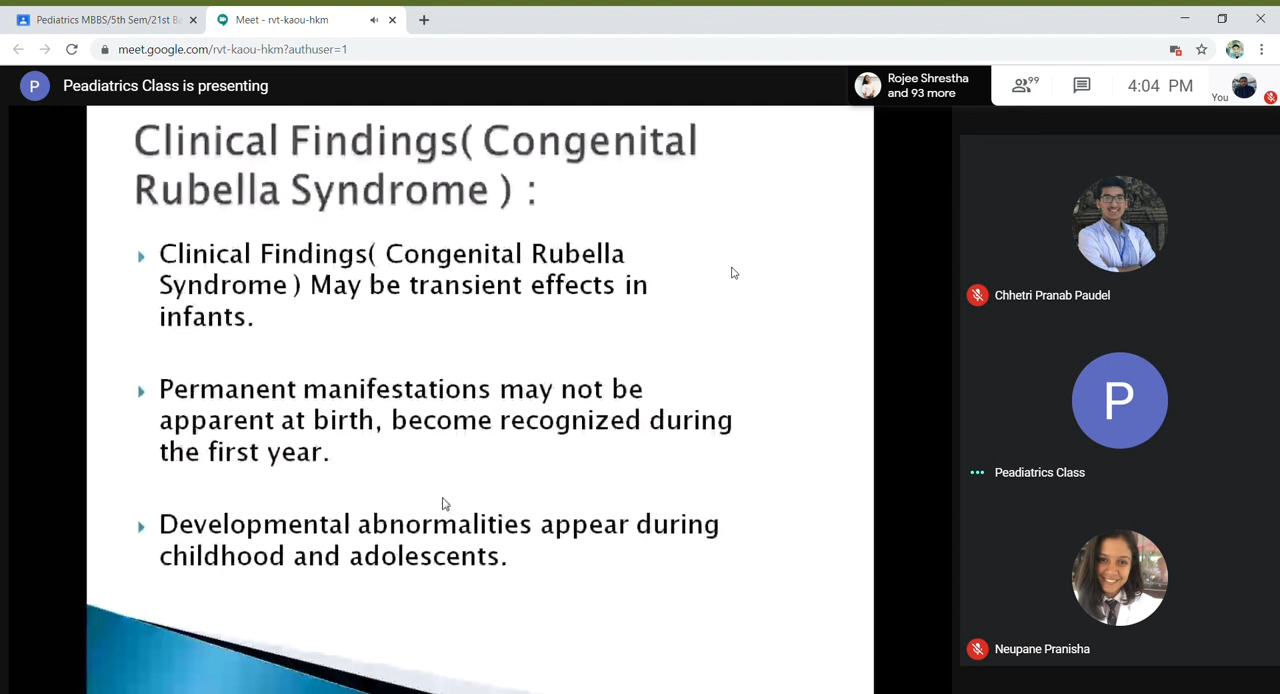 Pediatrics MBBS/5th Sem/21st Ba
Meet - rvt-kaou-hkm
meet.google.com/rvt-kaou-hkm?authuser=1
P
Peadiatrics Class is presenting
Rojee Shrestha
and 93 more
99
4:04 PM
You
Clinical Findings( Congenital
Rubella Syndrome ) :
Clinical Findings( Congenital Rubella
Syndrome ) May be transient effects in
infants.
Permanent manifestations may not be
apparent at birth, become recognized during
the first year.
Developmental abnormalities appear during
childhood and adolescents.
Chhetri Pranab Paudel
P
Peadiatrics Class
Neupane Pranisha